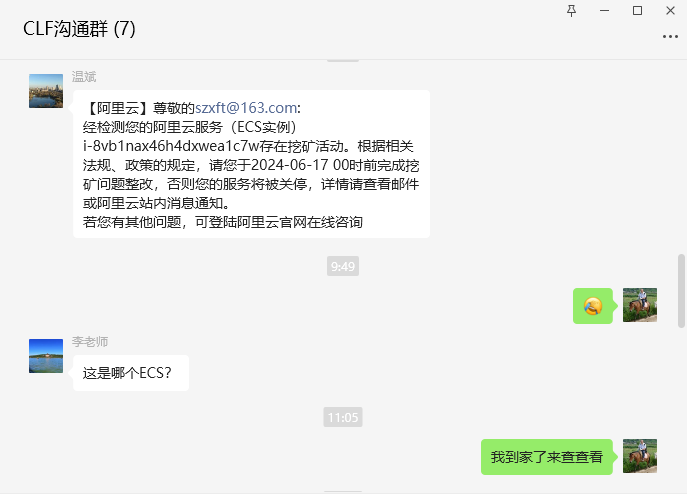 CLF沟通群 (7)
温斌
【阿里云】尊敬的szxft@163.com:
经检测您的阿里云服务（ECS实例）
i-8vb1nax46h4dxwea1c7w存在挖矿活动。根据相关
法规、政策的规定，请您于2024-06-17 00时前完成挖
矿问题整改，否则您的服务将被关停，详情请查看邮件
或阿里云站内消息通知。
若您有其他问题，可登陆阿里云官网在线咨询
9:49
李老师
这是哪个ECS？
11:05
我到家了来查查看